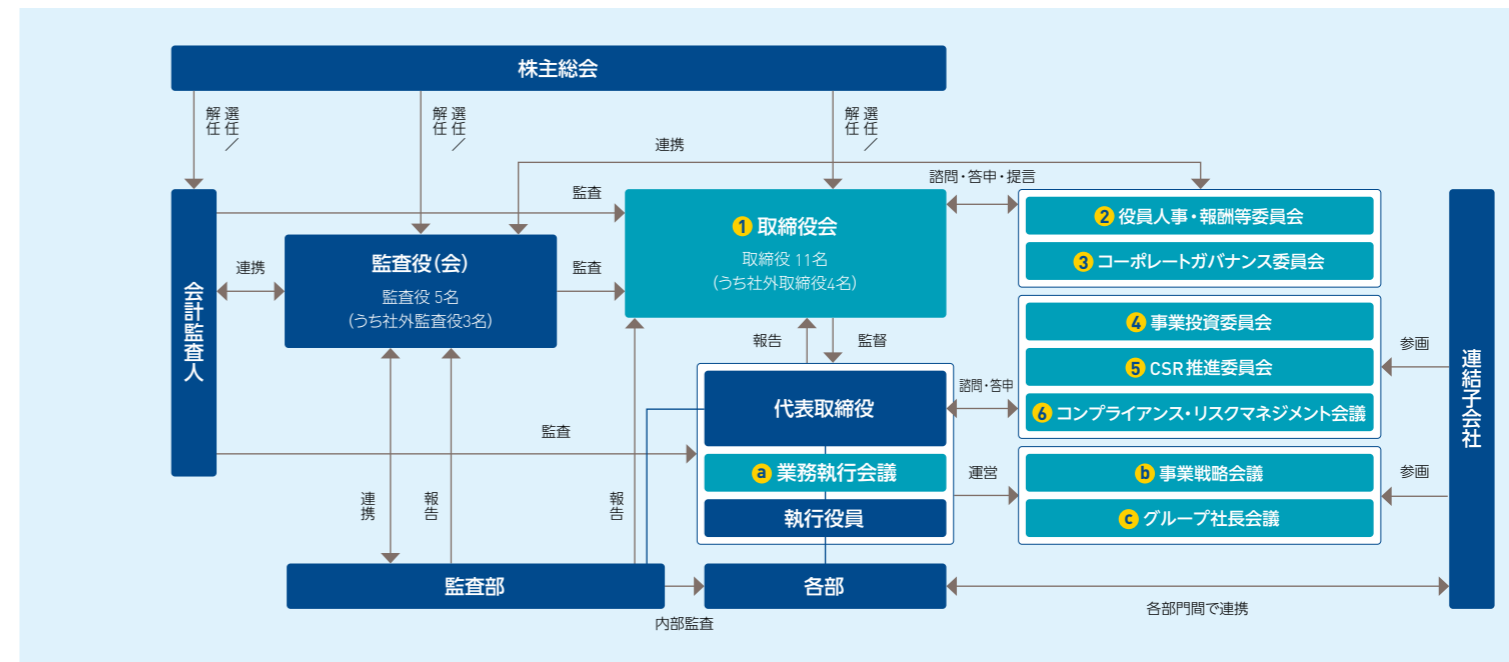 株主総会
選任／
解任
選任／
解任
選任／
解任
連携
諮問・答申・提言
監査
会計監査人
連携
監査役(会)
監査役 5名
(うち社外監査役3名)
監査
1 取締役会
取締役 11名
(うち社外取締役4名)
2 役員人事・報酬等委員会
3 コーポレートガバナンス委員会
4 事業投資委員会
5 CSR推進委員会
6 コンプライアンス・リスクマネジメント会議
参画
連結子会社
報告
監督
諮問・答申
代表取締役
監査
a 業務執行会議
執行役員
運営
b 事業戦略会議
c グループ社長会議
参画
連携
報告
報告
監査部
内部監査
各部
各部門間で連携